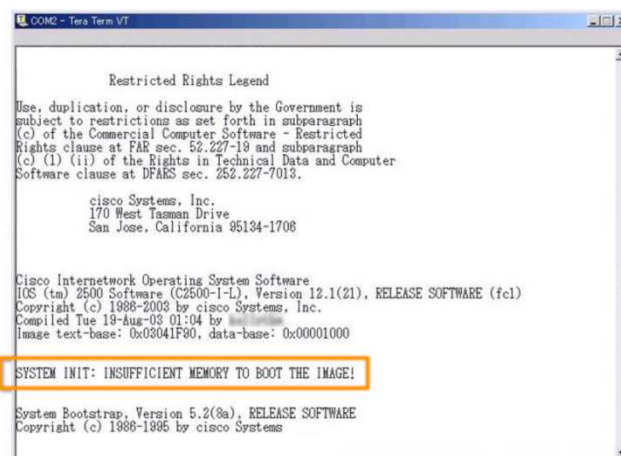 COM2 - Tera Term VT
Restricted Rights Legend
Use, duplication, or disclosure by the Government is
subject to restrictions as set forth in subparagraph
(c) of the Commercial Computer Software - Restricted
Rights clause at FAR sec. 52.227-19 and subparagraph
(c) (1) (ii) of the Rights in Technical Data and Computer
Software clause at DFARS sec. 252.227-7013.
cisco Systems, Inc.
170 West Tasman Drive
San Jose, California 95134-1706
Cisco Internetwork Operating System Software
IOS (tm) 2500 Software (C2500-I-L), Version 12.1(21), RELEASE SOFTWARE (fc1)
Copyright (c) 1986-2003 by cisco Systems, Inc.
Compiled Tue 19-Aug-03 01:04 by
Image text-base: 0x03041F90, data-base: 0x00001000
SYSTEM INIT: INSUFFICIENT MEMORY TO BOOT THE IMAGE!
System Bootstrap, Version 5.2(8a), RELEASE SOFTWARE
Copyright (c) 1986-1995 by cisco Systems